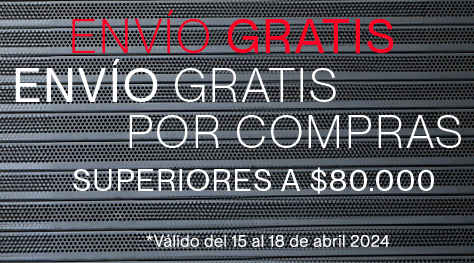 ENVÍO GRATIS
ENVÍO GRATIS
POR COMPRAS
SUPERIORES A $80.000
*Válido del 15 al 18 de abril 2024